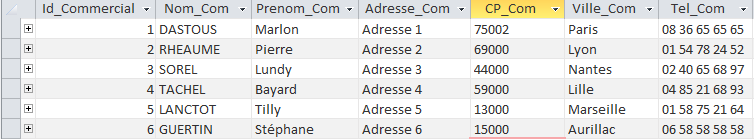 Id_Commercial Nom_Com Prenom_Com Adresse_Com CP_Com Ville_Com Tel_Com
1 DASTOUS Marlon Adresse 1 75002 Paris 08 36 65 65 65
2 RHEAUME Pierre Adresse 2 69000 Lyon 01 54 78 24 52
3 SOREL Lundy Adresse 3 44000 Nantes 02 40 65 68 97
4 TACHEL Bayard Adresse 4 59000 Lille 04 85 21 68 93
5 LANCTOT Tilly Adresse 5 13000 Marseille 01 58 75 21 64
6 GUERTIN Stéphane Adresse 6 15000 Aurillac 06 58 58 58 58